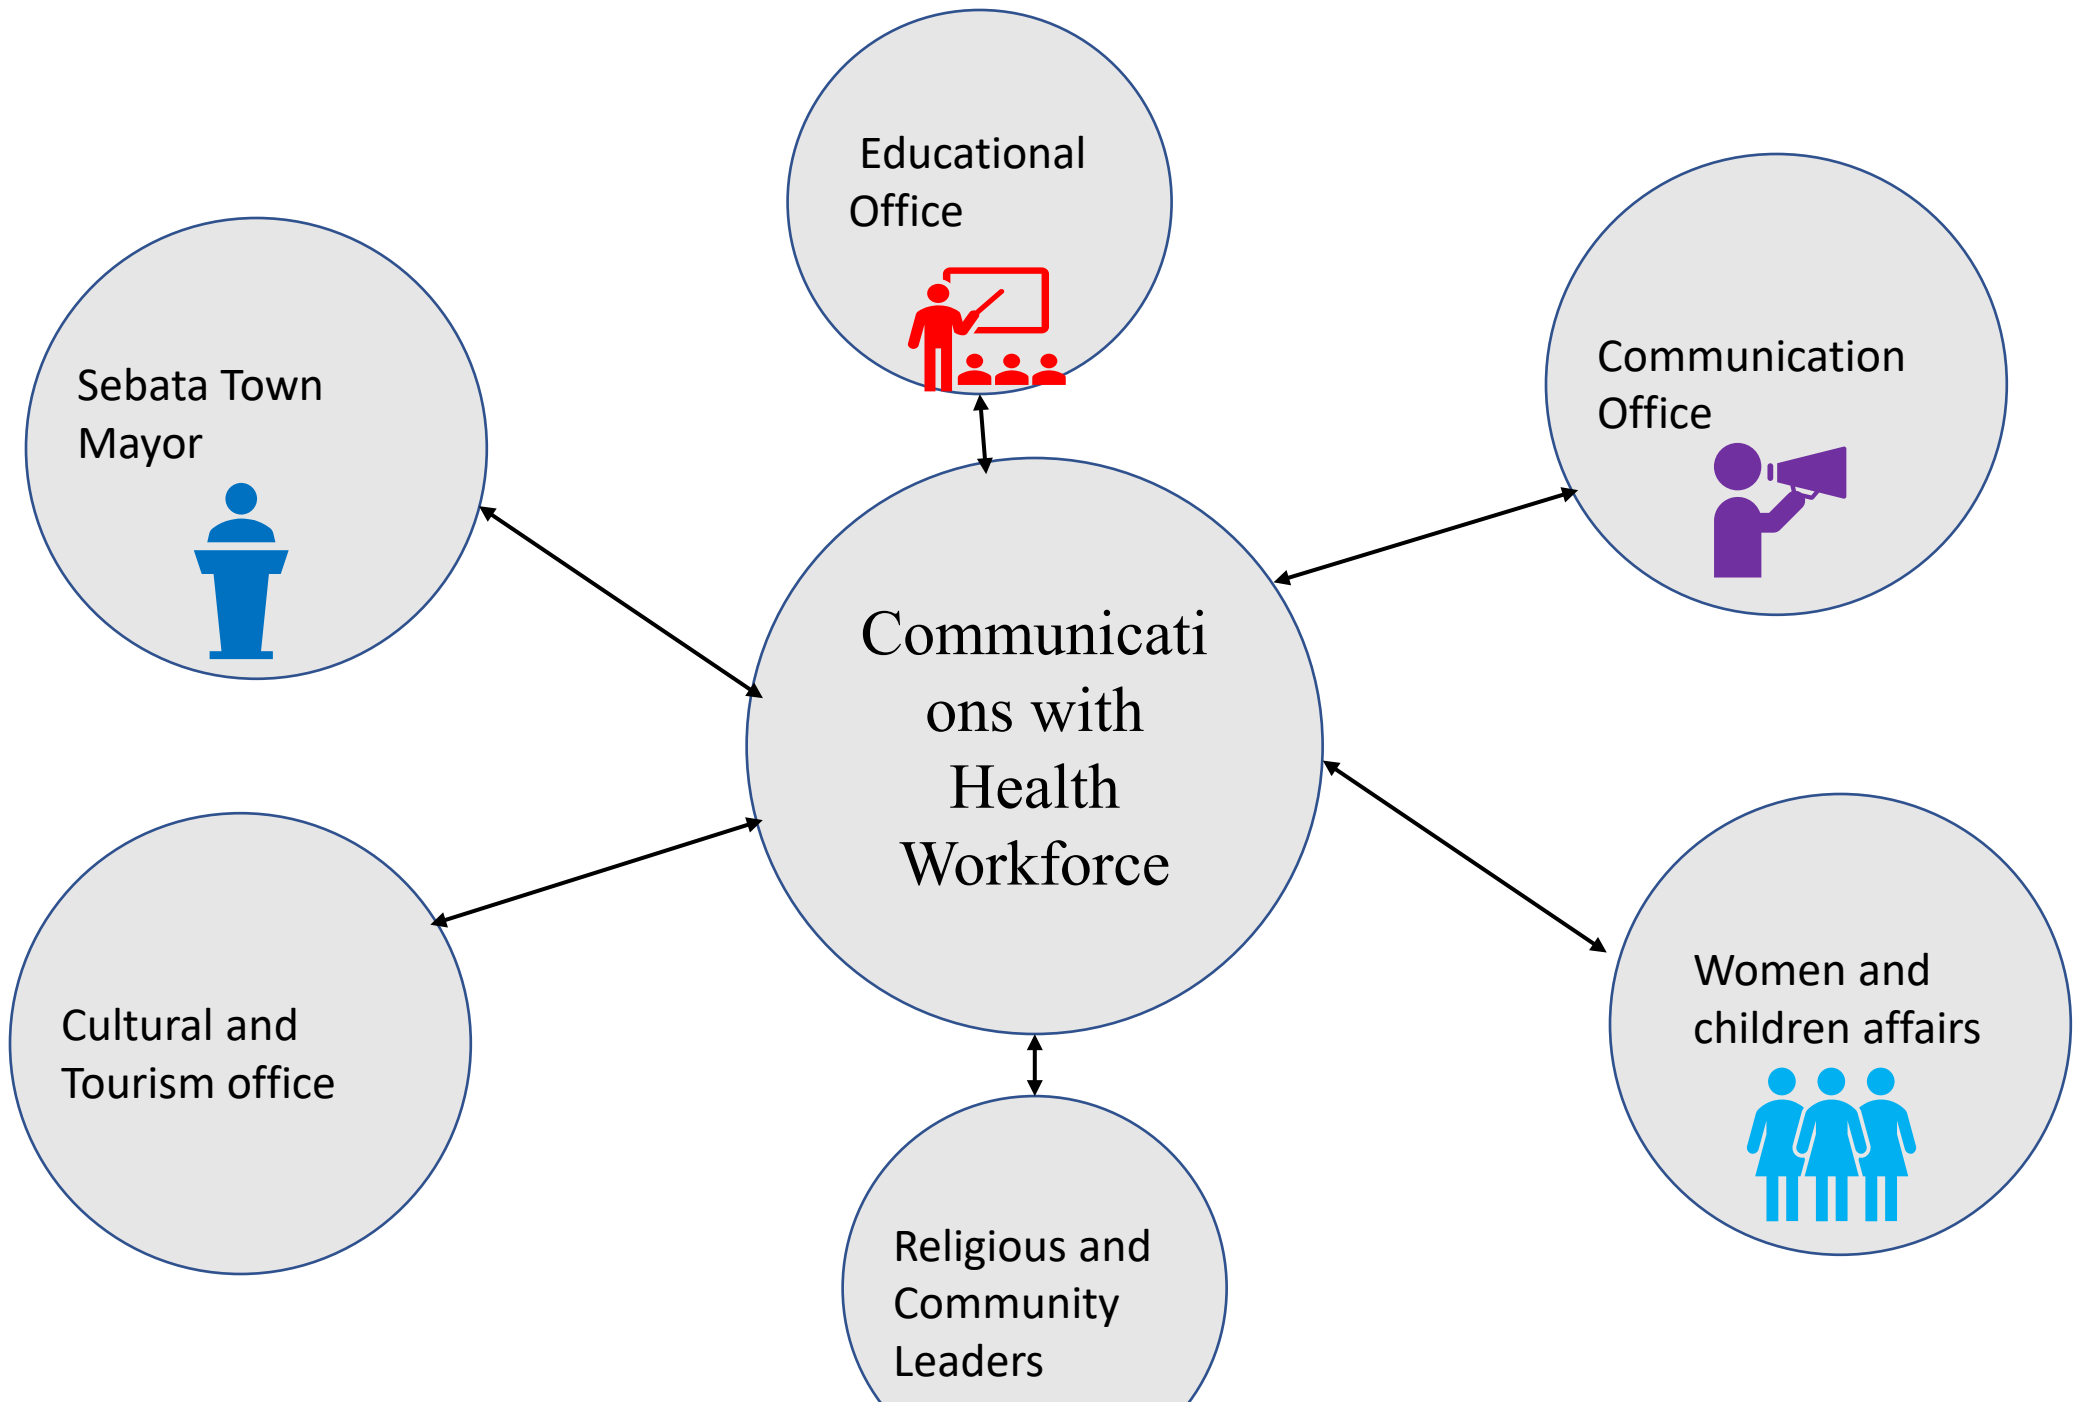 Educational
Office
Communication
Office
Sebata Town
Mayor
Communicati
ons with
Health
Workforce
Women and
children affairs
Cultural and
Tourism office
Religious and
Community
Leaders